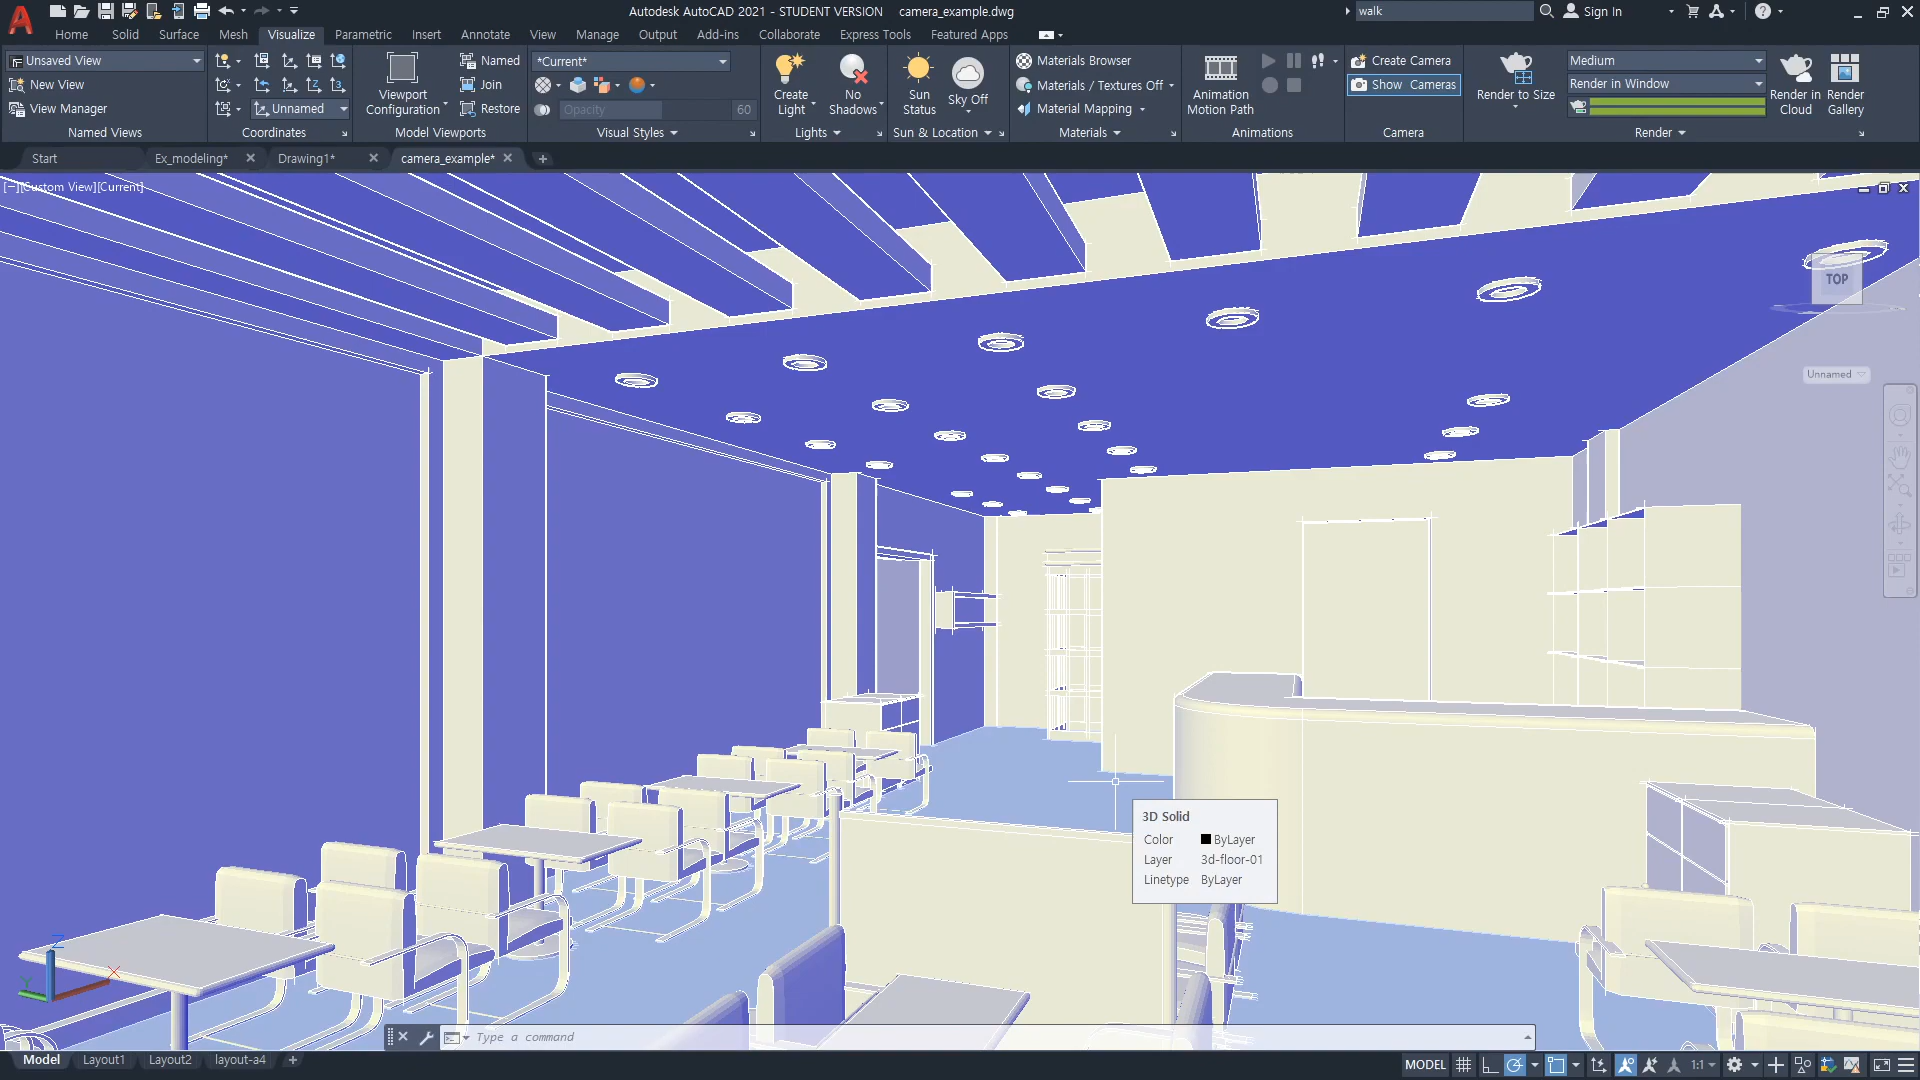 Autodesk AutoCAD 2021 - STUDENT VERSION camera_example.dwg
walk
Sign In
Home Solid Surface Mesh Visualize Parametric Insert Annotate View Manage Output Add-ins Collaborate Express Tools Featured Apps
Unsaved View
New View
View Manager
Named Views
Unnamed
Coordinates
Viewport
Configuration
Named
Join
Restore
Model Viewports
*Current*
Opacity 60
Visual Styles
Create
Light
No
Shadows
Lights
Sun
Status
Sky Off
Sun & Location
Materials Browser
Materials / Textures Off
Material Mapping
Materials
Animation
Motion Path
Animations
Create Camera
Show Cameras
Camera
Render to Size
Medium
Render in Window
Render in
Cloud
Render
Gallery
Render
Start Ex_modeling* Drawing1* camera_example*
[−][Custom View][Current]
TOP
Unnamed
3D Solid
Color ByLayer
Layer 3d-floor-01
Linetype ByLayer
Z
Y
X
Type a command
Model Layout1 Layout2 layout-a4
MODEL
1:1